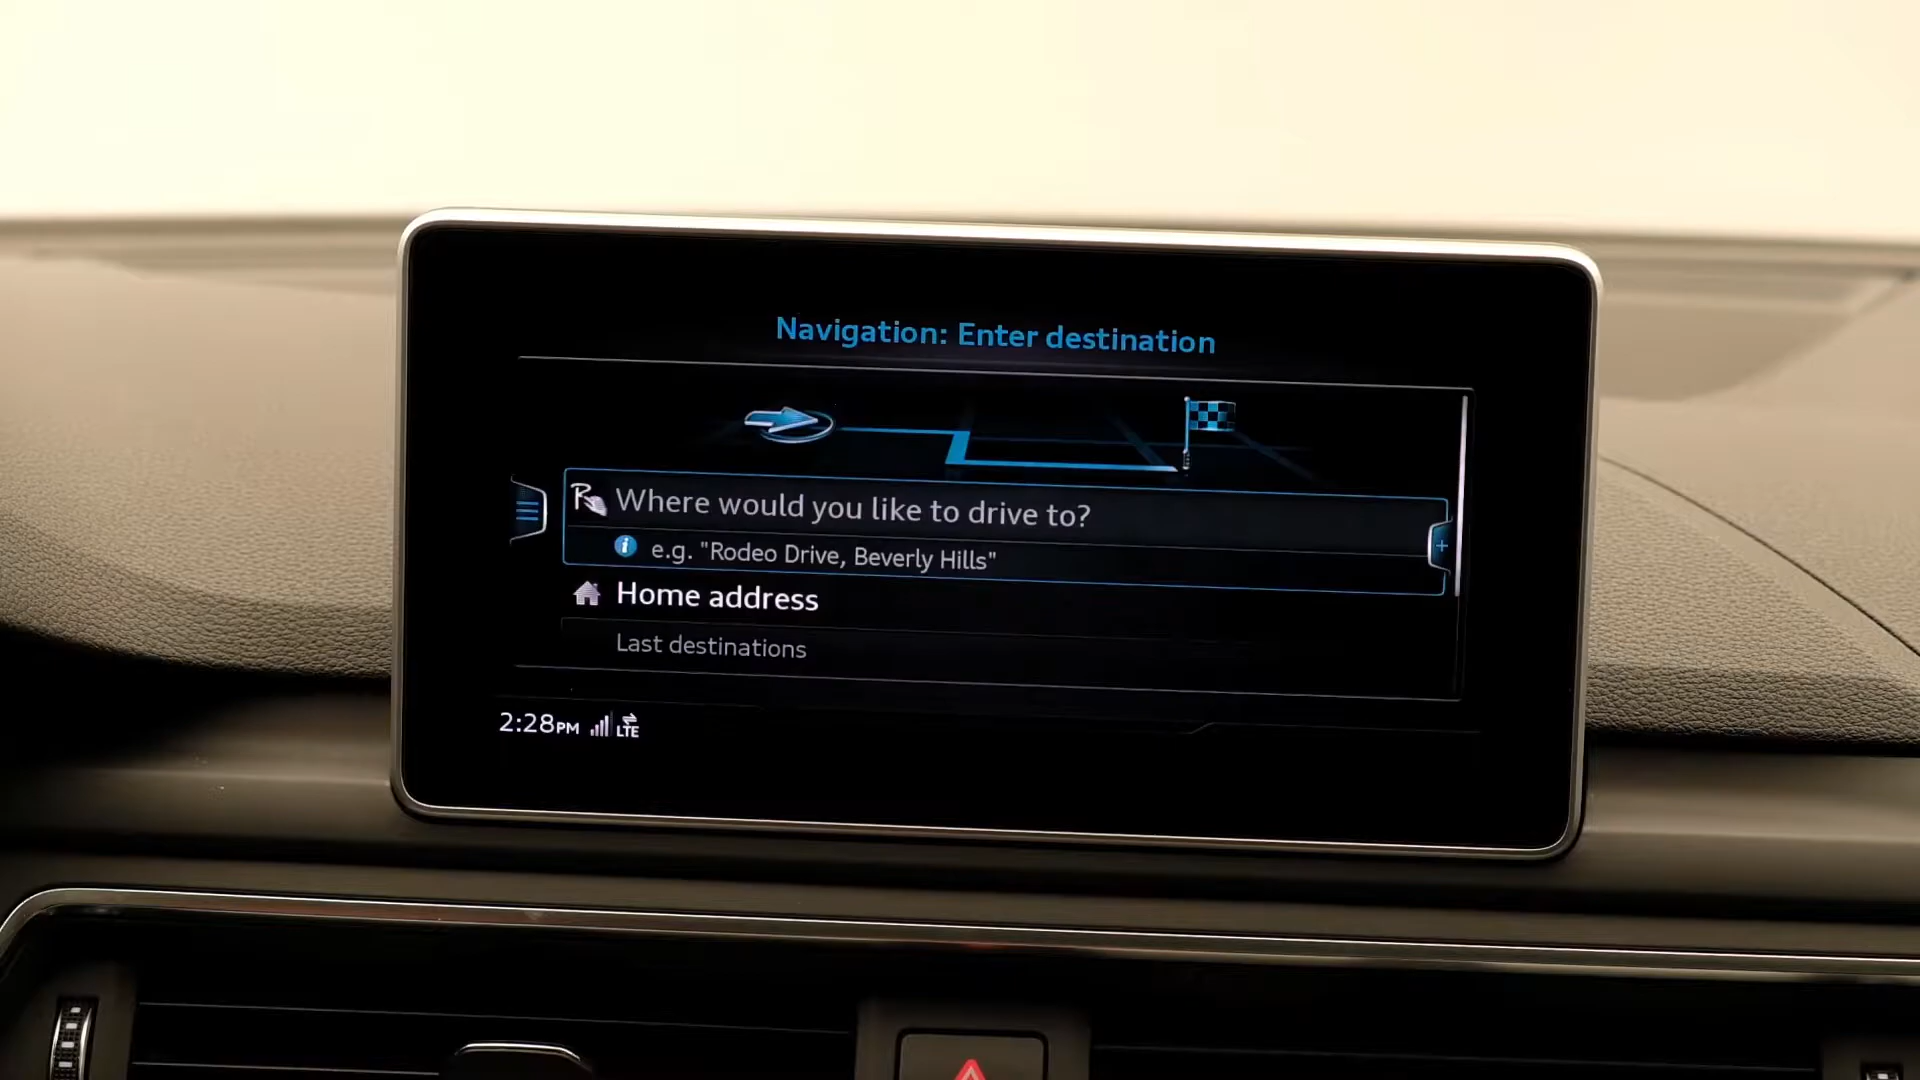 Navigation: Enter destination
Where would you like to drive to?
e.g. "Rodeo Drive, Beverly Hills"
Home address
Last destinations
2:28PM LTE